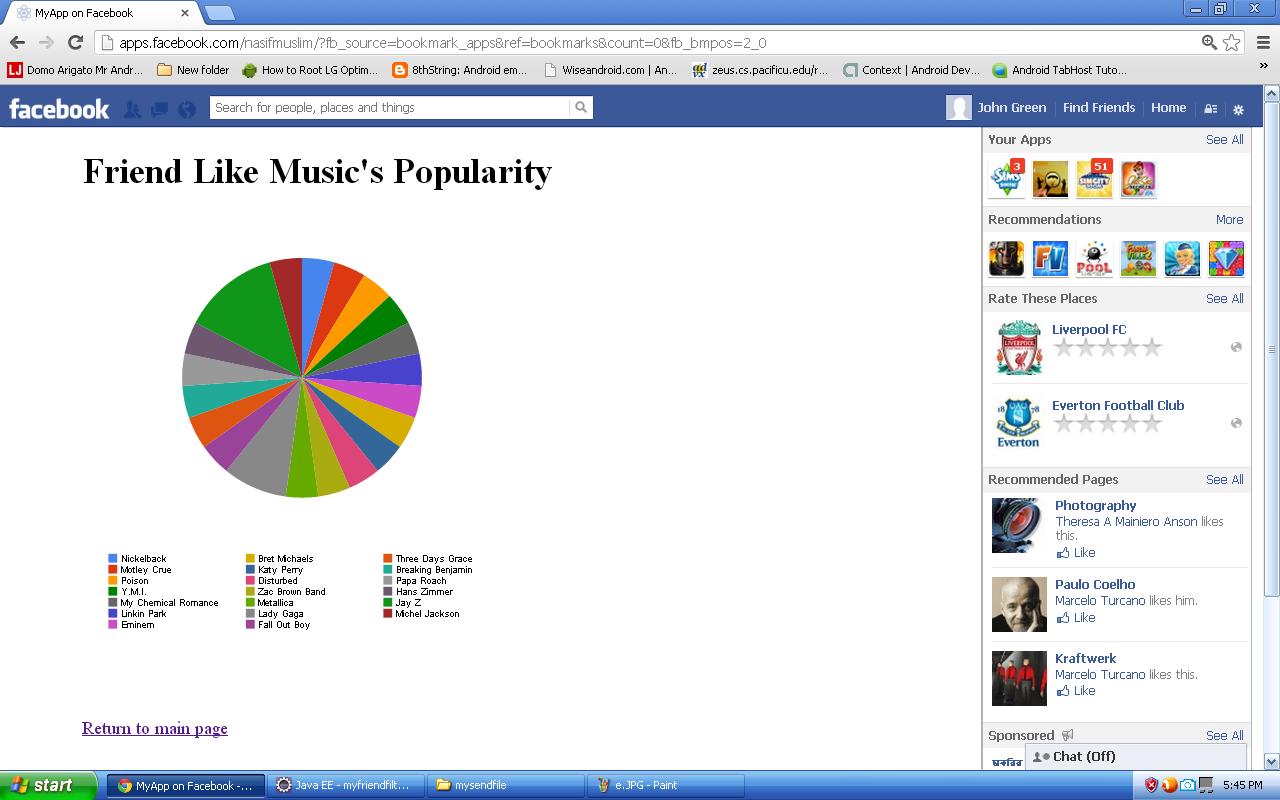 MyApp on Facebook
apps.facebook.com/nasifmuslim/?fb_source=bookmark_apps&ref=bookmarks&count=0&fb_bmpos=2_0
Domo Arigato Mr Andr... New folder How to Root LG Optim... 8thString: Android em... Wiseandroid.com | An... zeus.cs.pacificu.edu/r... Context | Android Dev... Android TabHost Tuto... »
facebook Search for people, places and things John Green Find Friends Home
Friend Like Music's Popularity
Nickelback
Motley Crue
Poison
Y.M.I.
My Chemical Romance
Linkin Park
Eminem
Bret Michaels
Katy Perry
Disturbed
Zac Brown Band
Metallica
Lady Gaga
Fall Out Boy
Three Days Grace
Breaking Benjamin
Papa Roach
Hans Zimmer
Jay Z
Michel Jackson
Return to main page
Your Apps See All
3
51
SIMS
SIMCITY
Recommendations More
FV
POOL
Rate These Places See All
Liverpool FC
Everton Football Club
18 78
Everton
Recommended Pages See All
Photography
Theresa A Mainiero Anson likes
this.
Like
Paulo Coelho
Marcelo Turcano likes him.
Like
Kraftwerk
Marcelo Turcano likes this.
Like
Sponsored See All
Chat (Off)
start MyApp on Facebook -... Java EE - myfriendfilt... mysendfile e.JPG - Paint 5:45 PM